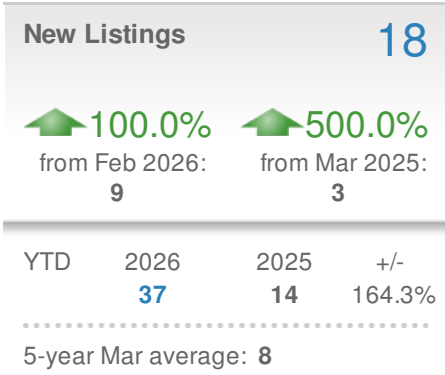 New Listings 18
100.0% 500.0%
from Feb 2026: from Mar 2025:
9 3
YTD 2026 2025 +/-
37 14 164.3%
5-year Mar average: 8